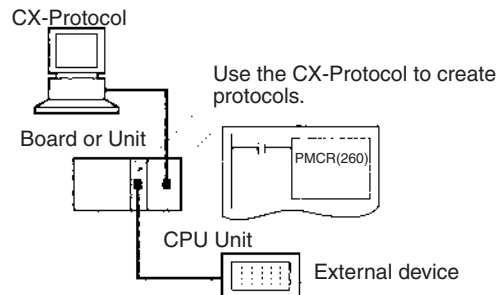 CX-Protocol
Use the CX-Protocol to create
protocols.
Board or Unit
PMCR(260)
CPU Unit
External device